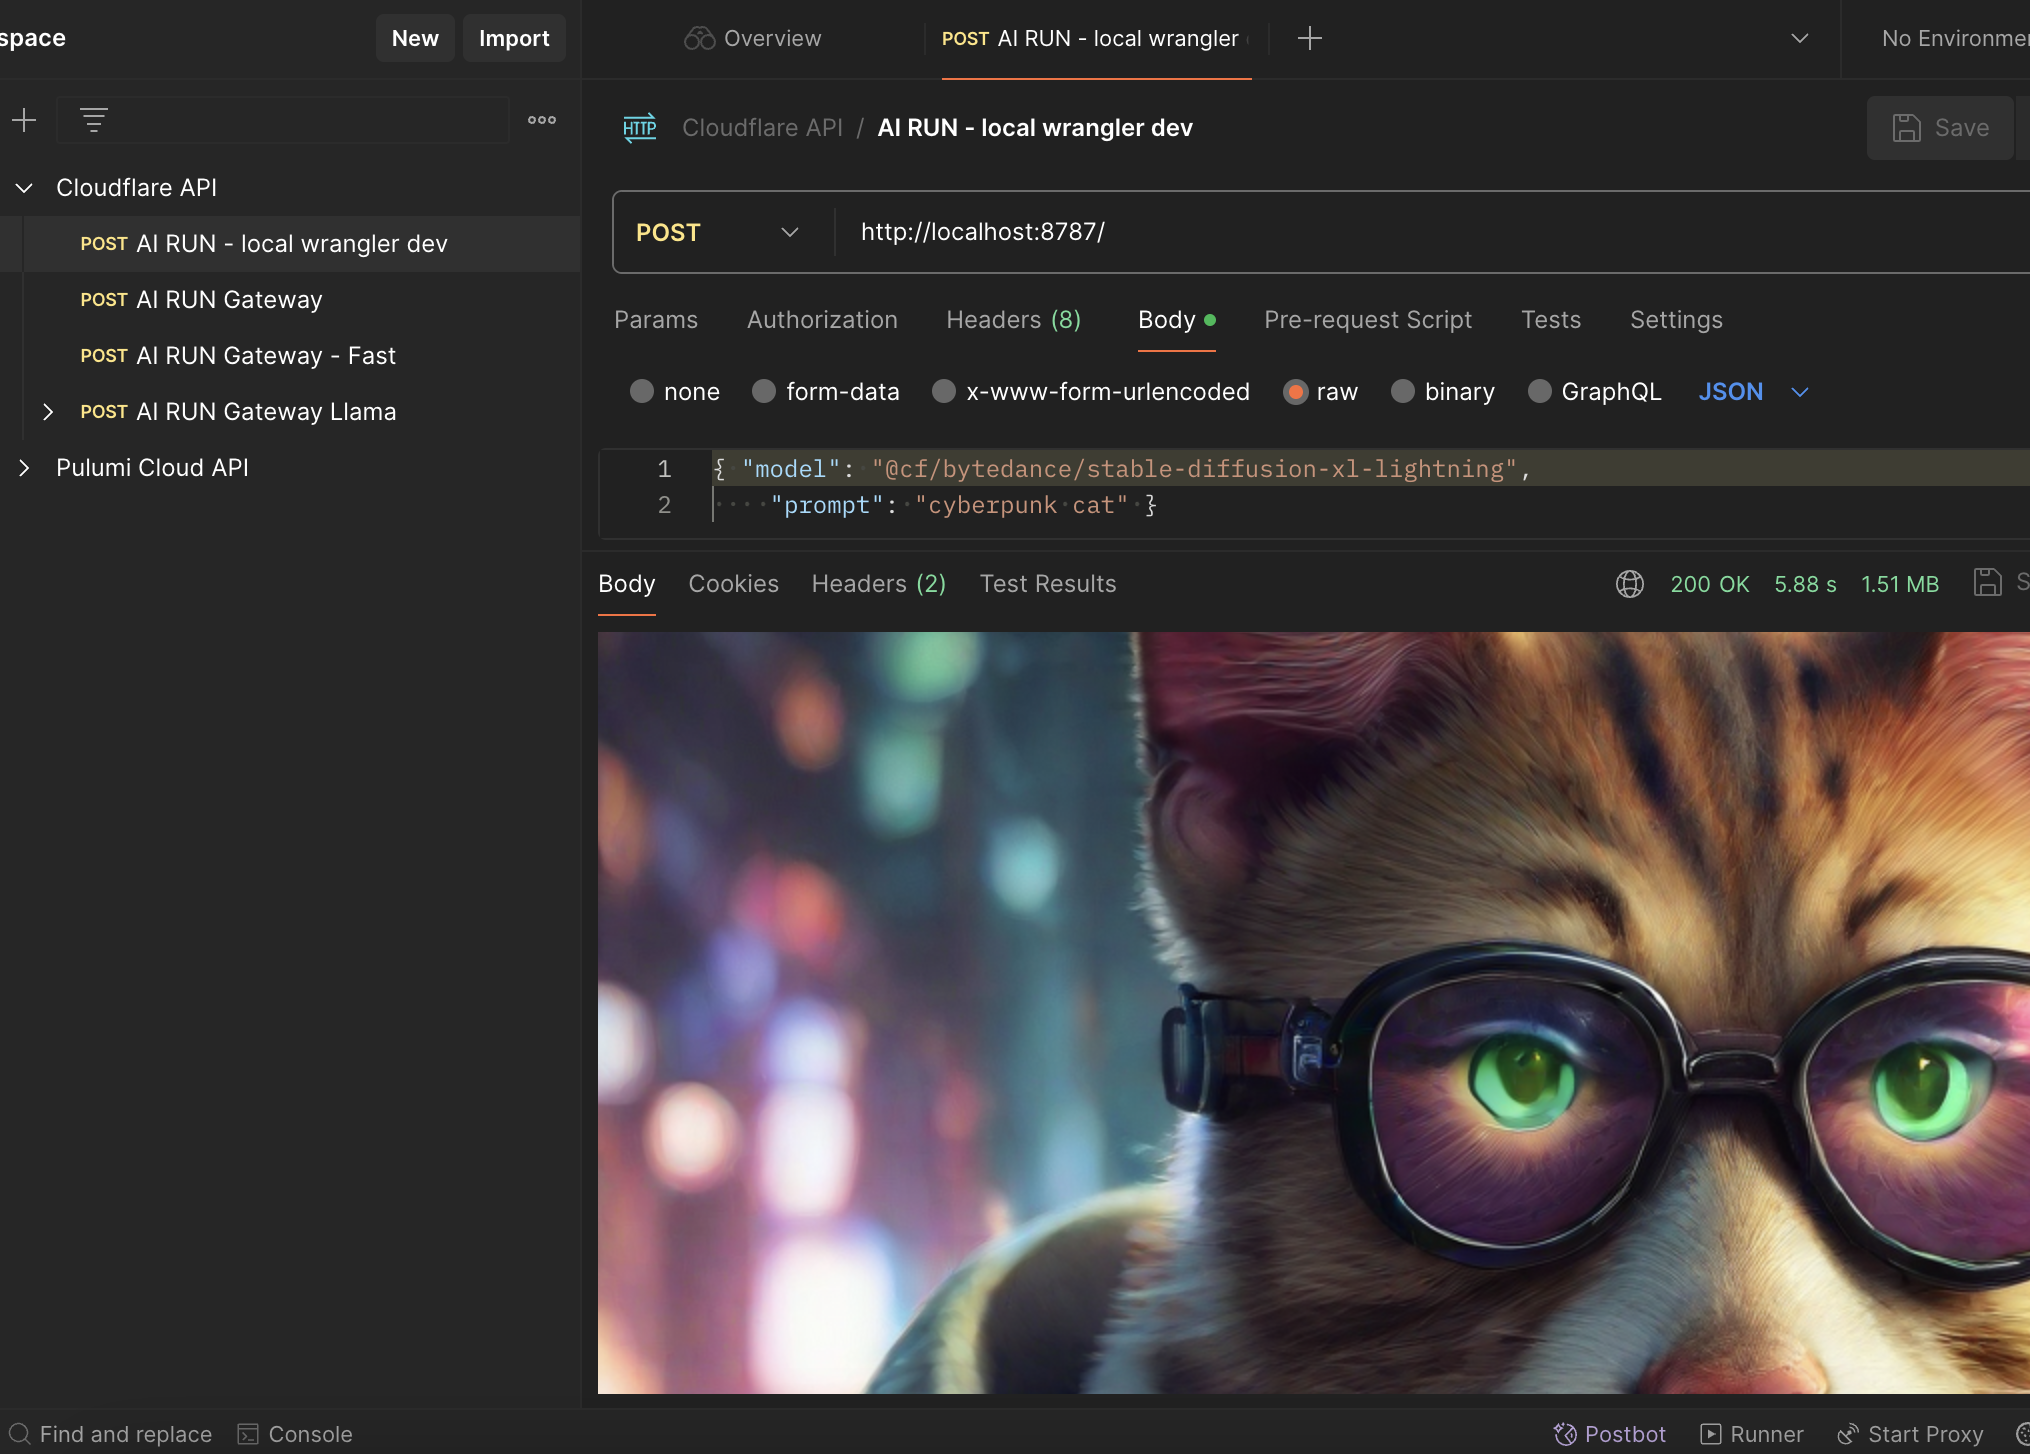 space
New
Import
Overview
POST AI RUN - local wrangler
No Environme
HTTP
Cloudflare API / AI RUN - local wrangler dev
Save
Cloudflare API
POST AI RUN - local wrangler dev
POST AI RUN Gateway
POST AI RUN Gateway - Fast
POST AI RUN Gateway Llama
Pulumi Cloud API
POST
http://localhost:8787/
Params
Authorization
Headers (8)
Body
Pre-request Script
Tests
Settings
none
form-data
x-www-form-urlencoded
raw
binary
GraphQL
JSON
1 { "model": "@cf/bytedance/stable-diffusion-xl-lightning",
2 "prompt": "cyberpunk cat" }
Body
Cookies
Headers (2)
Test Results
200 OK
5.88 s
1.51 MB
S
Find and replace
Console
Postbot
Runner
Start Proxy